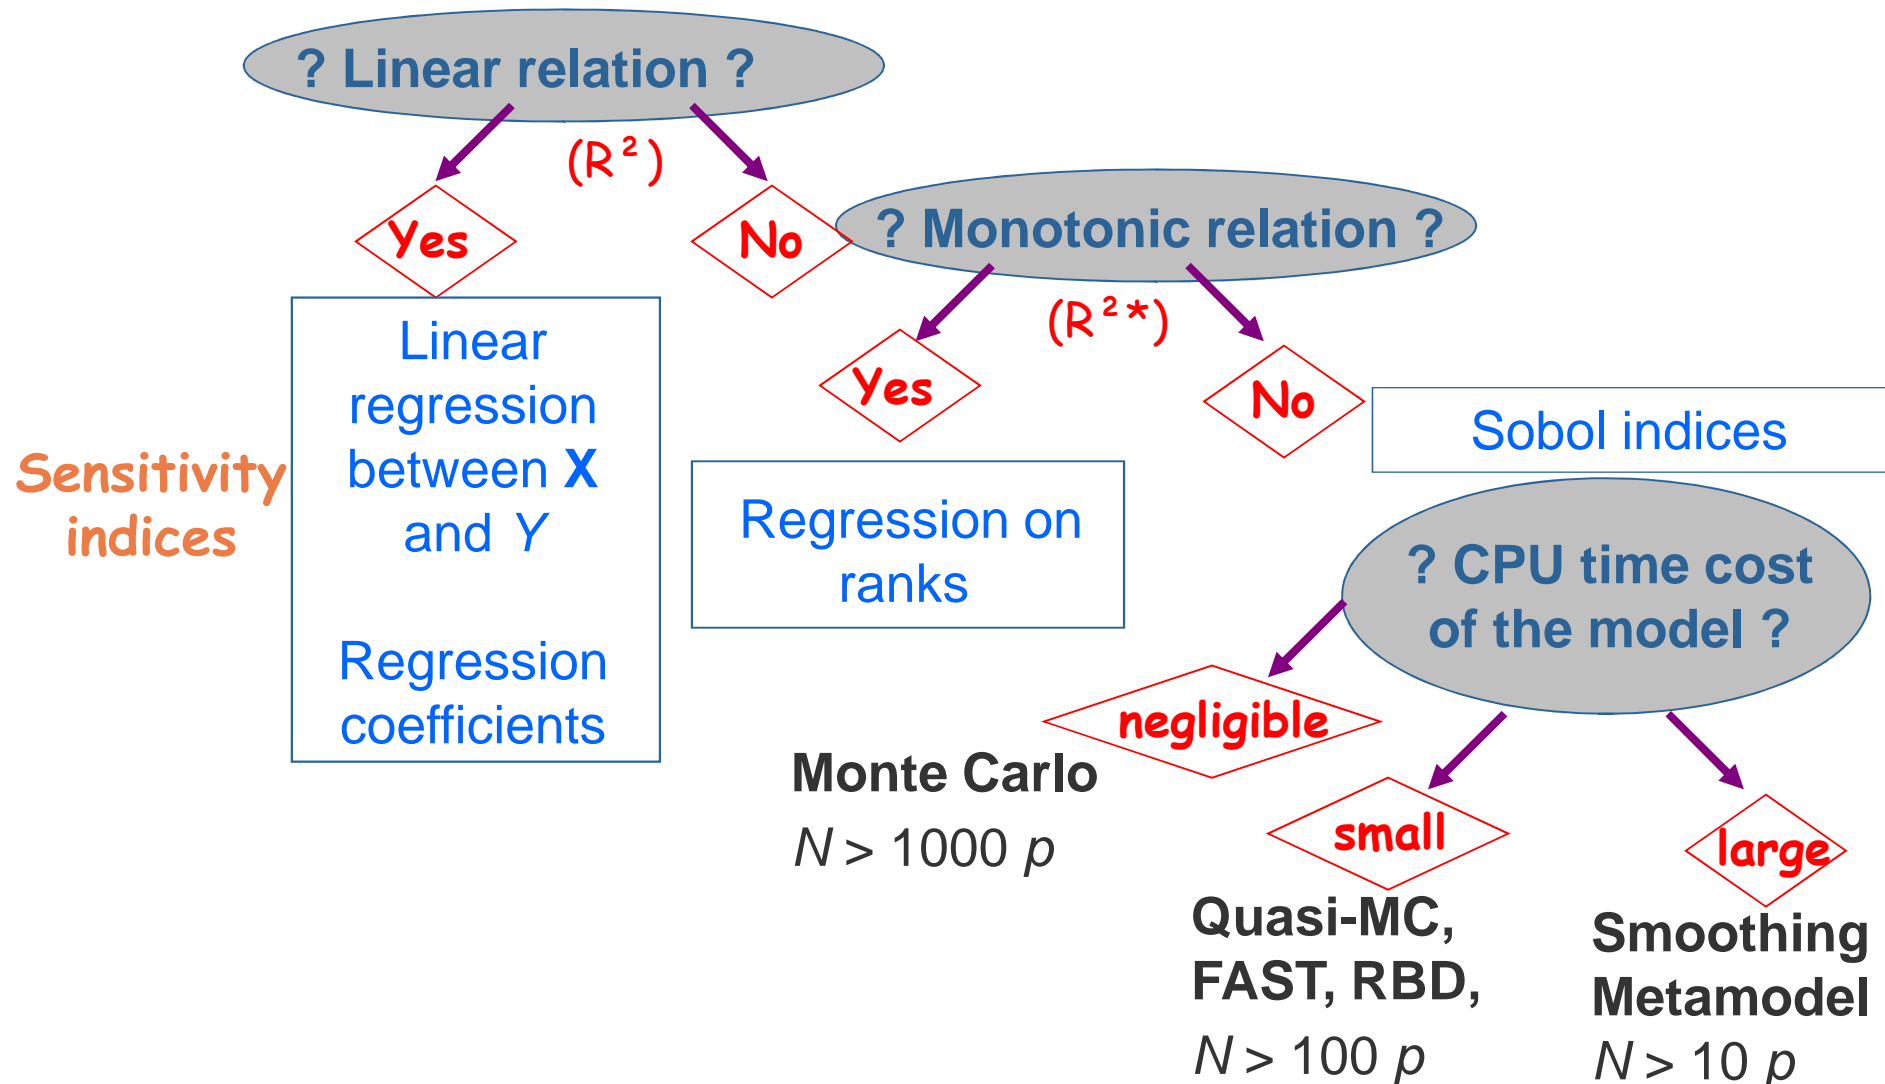 ? Linear relation ?
(R²)
Yes
No
? Monotonic relation ?
(R²*)
Yes
No
Sensitivity
indices
Linear
regression
between X
and Y
Regression
coefficients
Regression on
ranks
Sobol indices
? CPU time cost
of the model ?
negligible
small
large
Monte Carlo
N > 1000 p
Quasi-MC,
FAST, RBD,
N > 100 p
Smoothing
Metamodel
N > 10 p